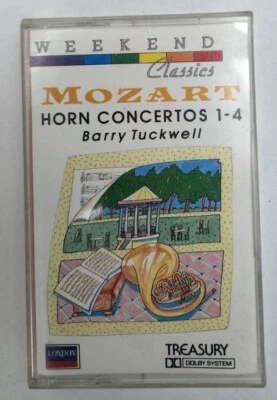 WEEKEND
Classics
MOZART
HORN CONCERTOS 1-4
Barry Tuckwell
LONDON
TREASURY
DOLBY SYSTEM